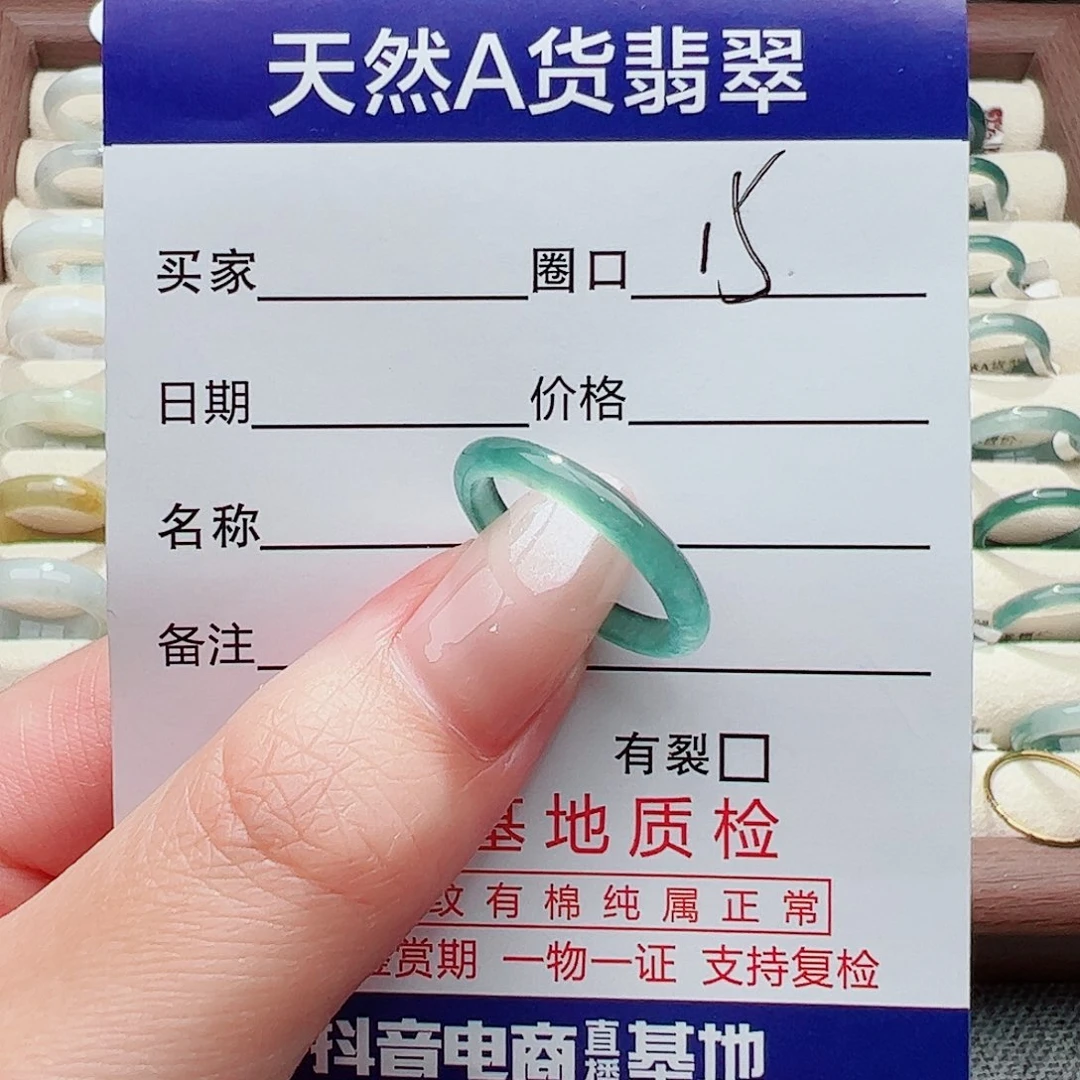 天然A货翡翠
买家 圈口 15
日期 价格
名称
备注
有裂
基地质检
纹有棉纯属正常
鉴赏期 一物一证 支持复检
抖音电商直播基地